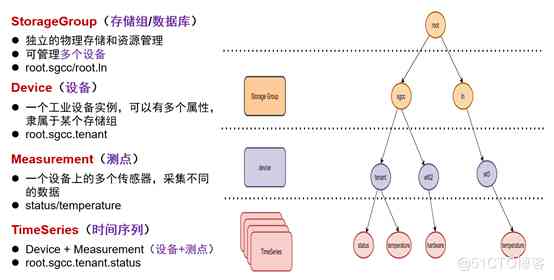 StorageGroup（存储组/数据库）
● 独立的物理存储和资源管理
● 可管理多个设备
● root.sgcc/root.ln
Device（设备）
● 一个工业设备实例，可以有多个属性，
隶属于某个存储组
● root.sgcc.tenant
Measurement（测点）
● 一个设备上的多个传感器，采集不同
的数据
● status/temperature
TimeSeries（时间序列）
● Device + Measurement（设备+测点）
● root.sgcc.tenant.status
root
Storage Group
sgcc
ln
device
tenant
wt02
TimeSeries
status
temperature
hardware
temperature
@51CTO博客